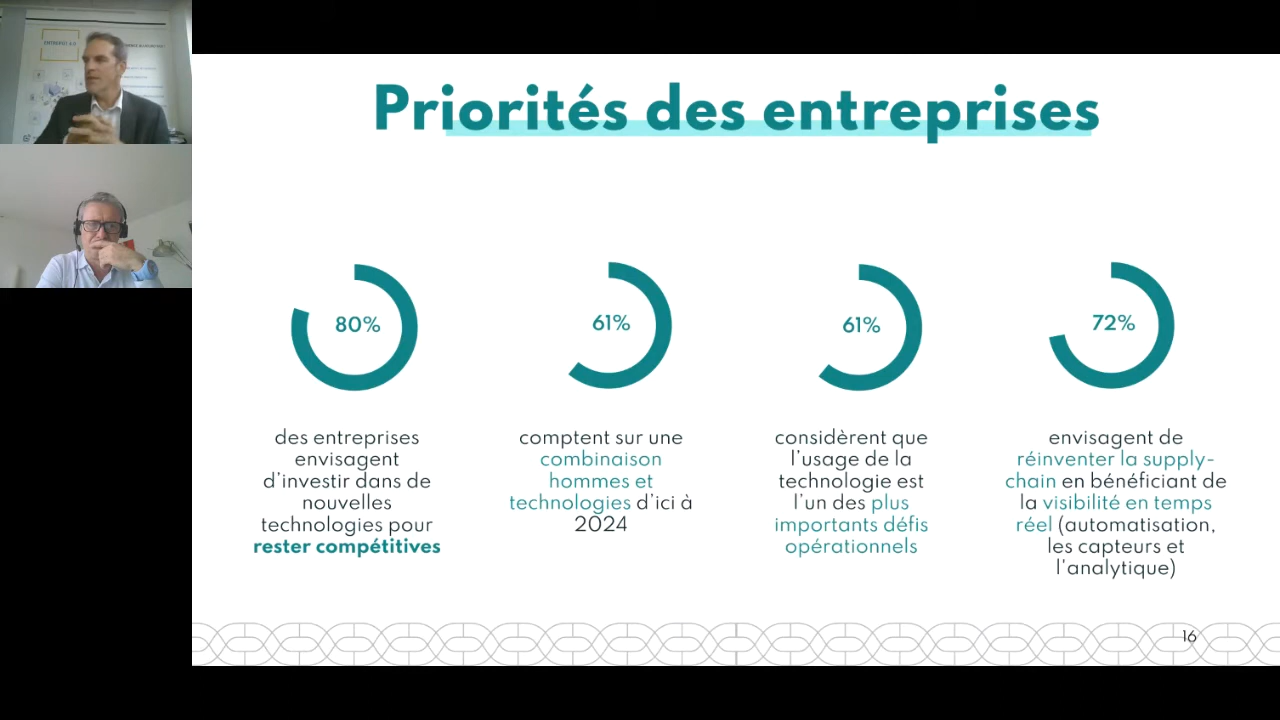 ENTREPÔT 4.0
Priorités des entreprises
80%
des entreprises
envisagent
d'investir dans de
nouvelles
technologies pour
rester compétitives
61%
comptent sur une
combinaison
hommes et
technologies d'ici à
2024
61%
considèrent que
l'usage de la
technologie est
l'un des plus
importants défis
opérationnels
72%
envisagent de
réinventer la supply-
chain en bénéficiant de
la visibilité en temps
réel (automatisation,
les capteurs et
l'analytique)
16